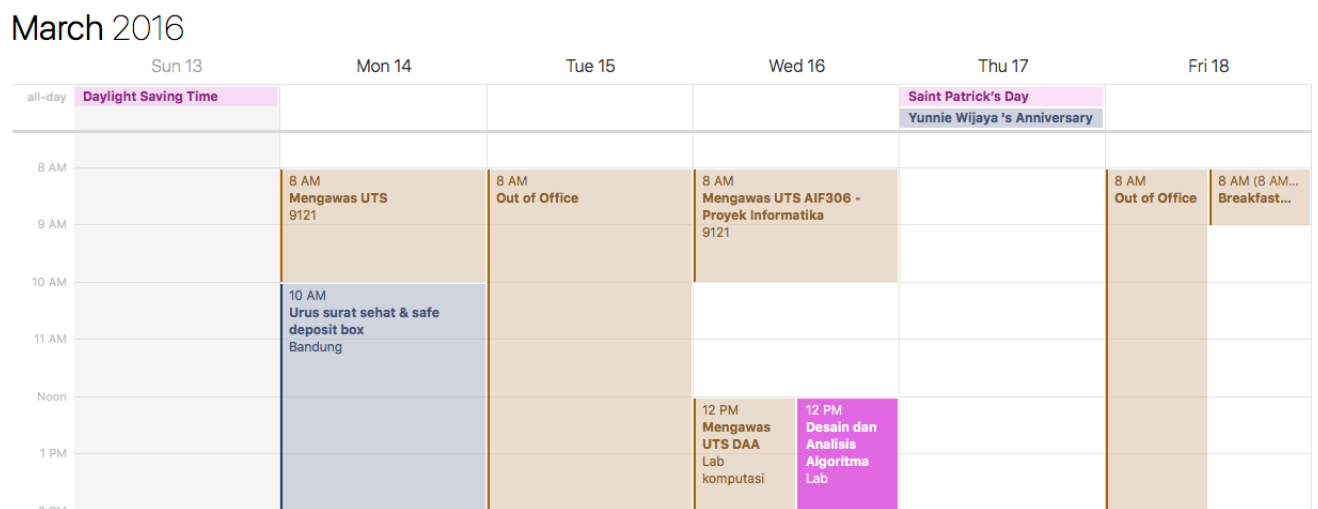 March 2016
Sun 13
Mon 14
Tue 15
Wed 16
Thu 17
Fri 18
all-day
Daylight Saving Time
Saint Patrick's Day
Yunnie Wijaya 's Anniversary
8 AM
9 AM
10 AM
11 AM
Noon
1 PM
8 AM
Mengawas UTS
9121
10 AM
Urus surat sehat & safe
deposit box
Bandung
8 AM
Out of Office
8 AM
Mengawas UTS AIF306 -
Proyek Informatika
9121
12 PM
Mengawas
UTS DAA
Lab
komputasi
12 PM
Desain dan
Analisis
Algoritma
Lab
8 AM
Out of Office
8 AM (8 AM...
Breakfast...